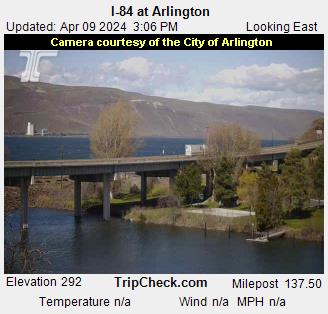 I-84 at Arlington
Updated: Apr 09 2024 3:06 PM Looking East
Camera courtesy of the City of Arlington
Elevation 292 TripCheck.com Milepost 137.50
Temperature n/a Wind n/a MPH n/a